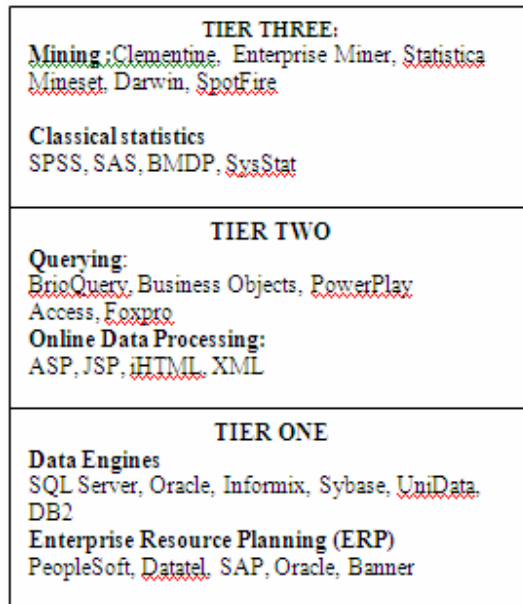 TIER THREE:
Mining :Clementine, Enterprise Miner, Statistica
Mineset, Darwin, SpotFire
Classical statistics
SPSS, SAS, BMDP, SysStat
TIER TWO
Querying:
BrioQuery, Business Objects, PowerPlay
Access, Foxpro
Online Data Processing:
ASP, JSP, iHTML, XML
TIER ONE
Data Engines
SQL Server, Oracle, Informix, Sybase, UniData,
DB2
Enterprise Resource Planning (ERP)
PeopleSoft, Datatel, SAP, Oracle, Banner